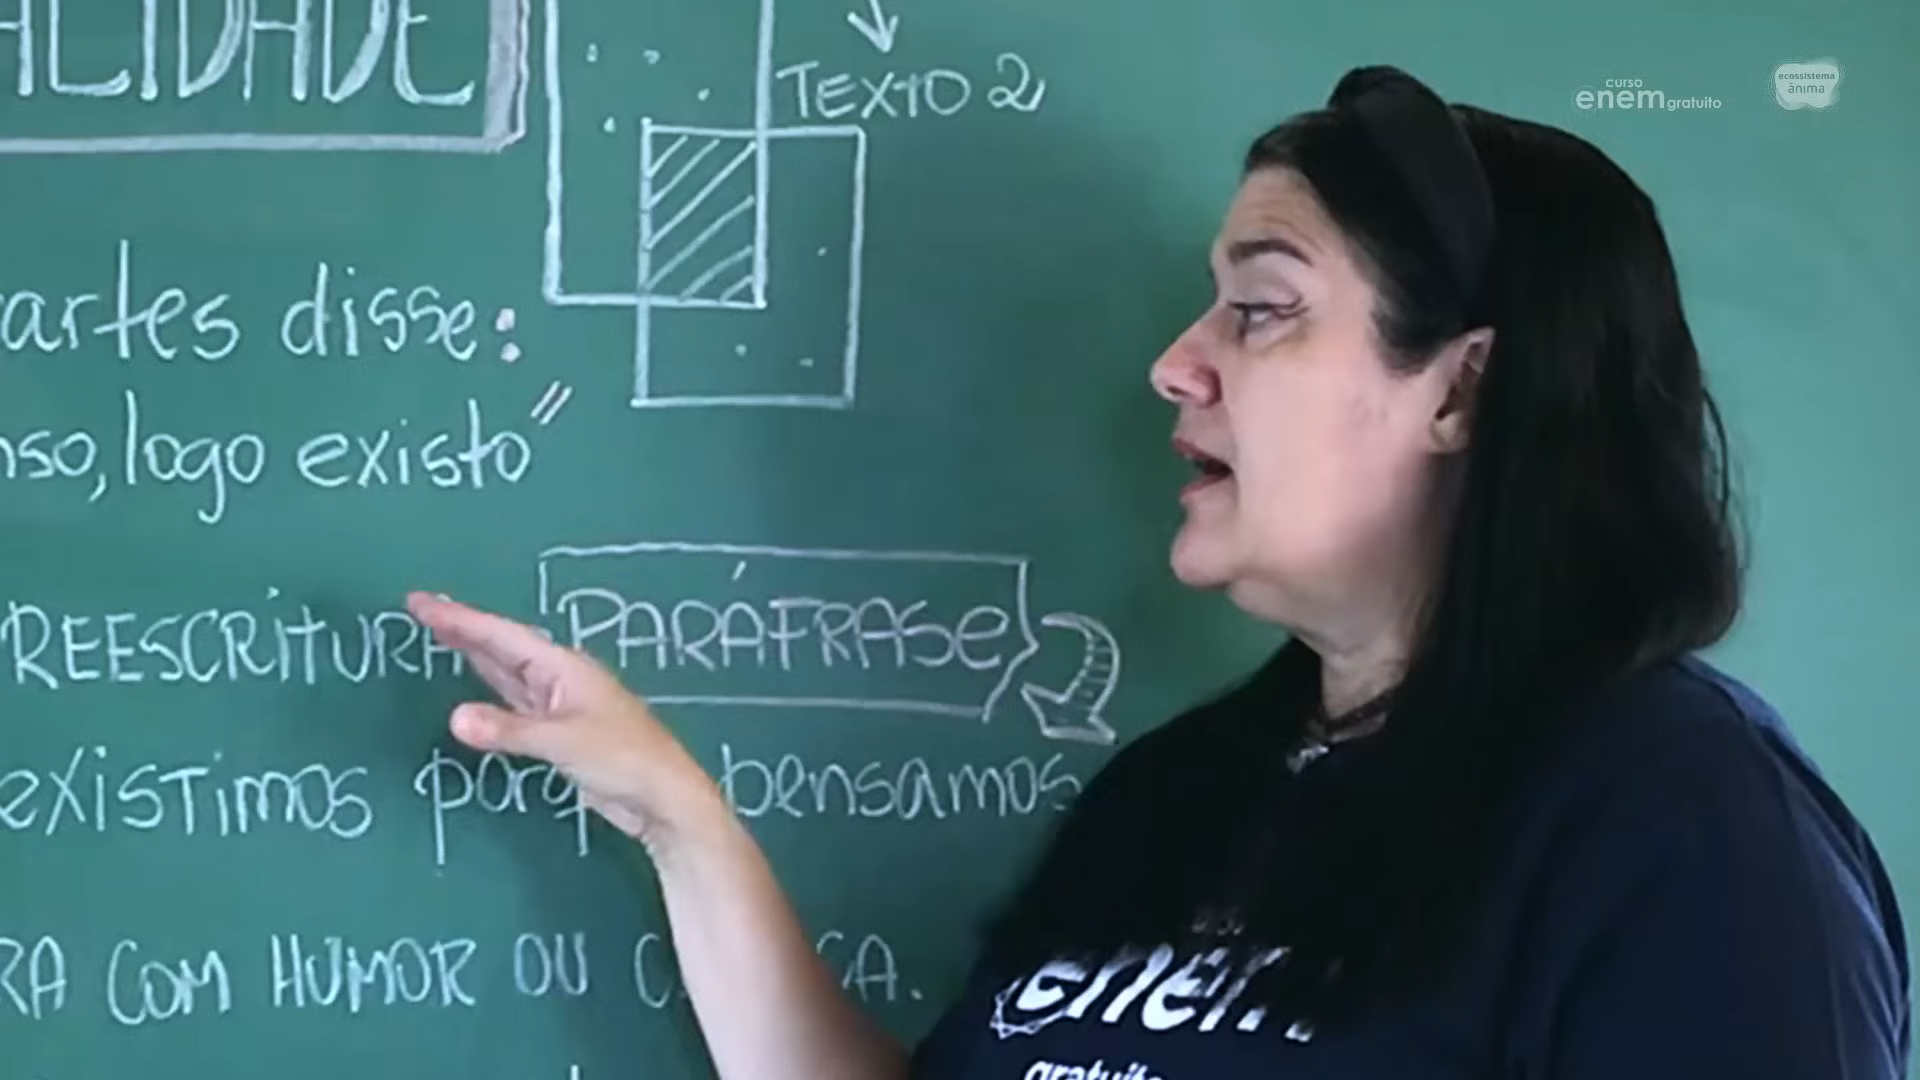 ALIDADE
TEXTO 2
artes disse:
nso, logo existo"
REESCRITURA
PARÁFRASE
existimos pensamos
RA COM HUMOR OU
curso
enem gratuito
ecossistema
ânima
enem
gratuito